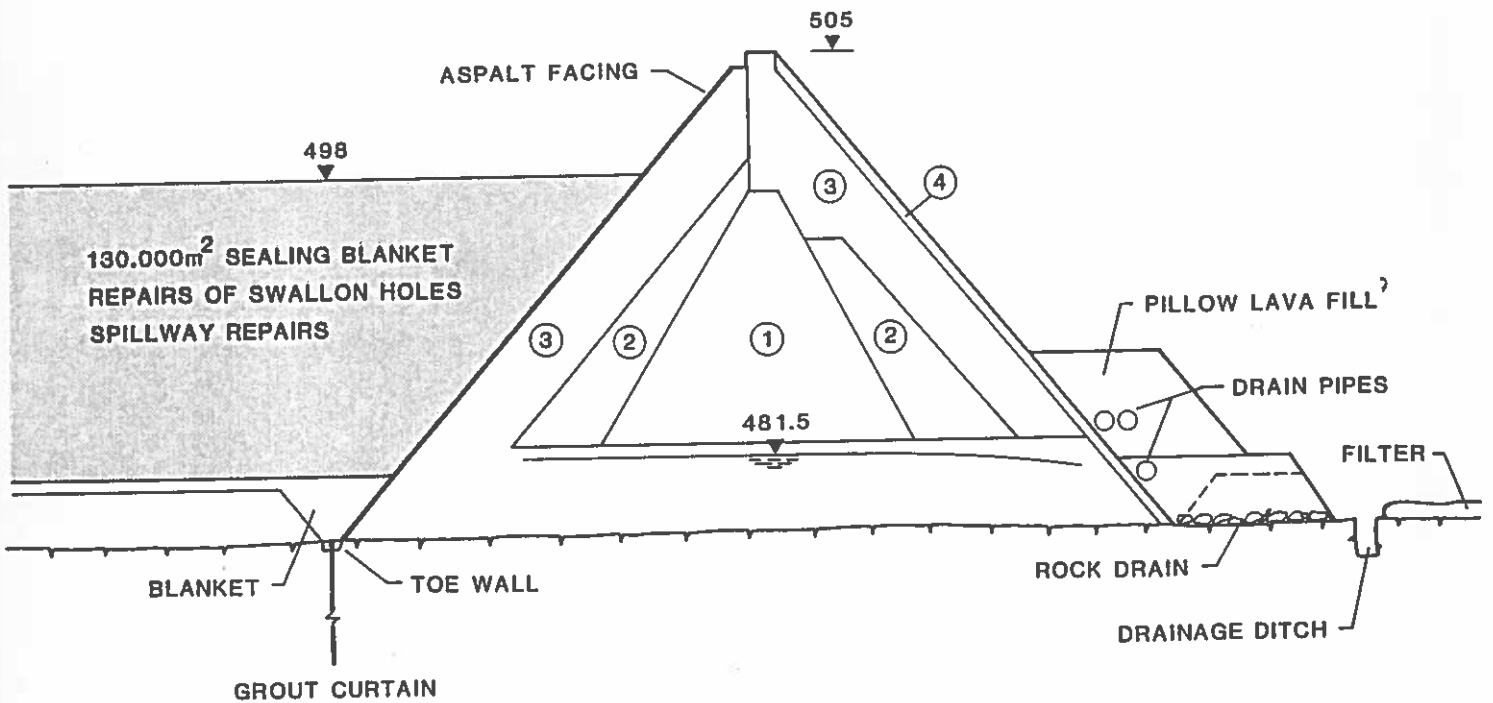 505
ASPALT FACING
498
130.000m² SEALING BLANKET
REPAIRS OF SWALLON HOLES
SPILLWAY REPAIRS
3
4
3
2
1
2
PILLOW LAVA FILL
DRAIN PIPES
481.5
FILTER
BLANKET
TOE WALL
ROCK DRAIN
DRAINAGE DITCH
GROUT CURTAIN